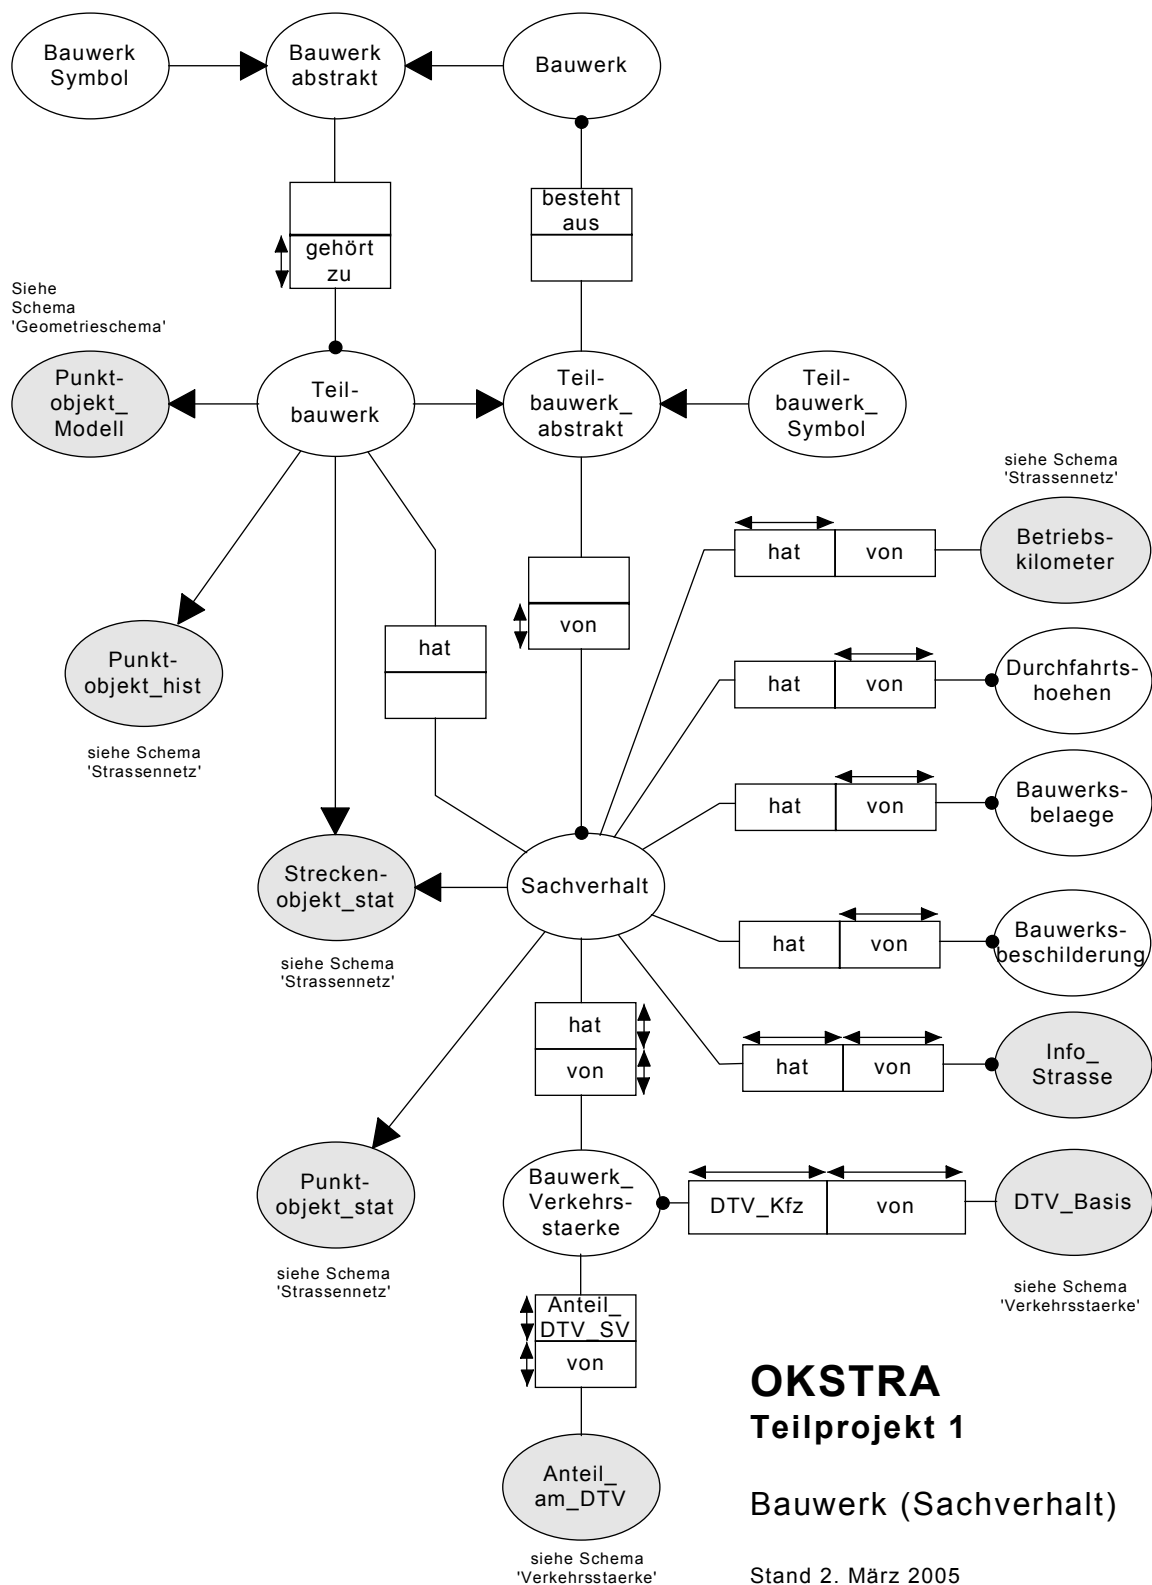 Bauwerk
Symbol
Bauwerk
abstrakt
Bauwerk
besteht
aus
gehört
zu
Siehe
Schema
'Geometrieschema'
Punkt-
objekt_
Modell
Teil-
bauwerk
Teil-
bauwerk_
abstrakt
Teil-
bauwerk_
Symbol
siehe Schema
'Strassennetz'
hat
von
Betriebs-
kilometer
von
hat
Punkt-
objekt_hist
siehe Schema
'Strassennetz'
hat
von
Durchfahrts-
hoehen
hat
von
Bauwerks-
belaege
Strecken-
objekt_stat
siehe Schema
'Strassennetz'
Sachverhalt
hat
von
Bauwerks-
beschilderung
hat
von
hat
von
Info_
Strasse
Punkt-
objekt_stat
siehe Schema
'Strassennetz'
Bauwerk_
Verkehrs-
staerke
DTV_Kfz
von
DTV_Basis
siehe Schema
'Verkehrsstaerke'
Anteil_
DTV_SV
von
Anteil_
am_DTV
siehe Schema
'Verkehrsstaerke'
OKSTRA
Teilprojekt 1
Bauwerk (Sachverhalt)
Stand 2. März 2005